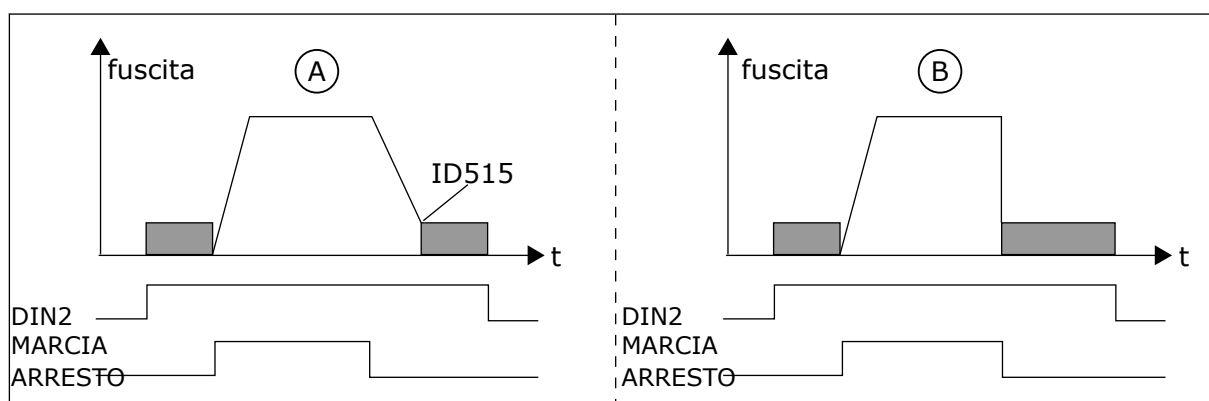 fuscita
A
ID515
t
DIN2
MARCIA
ARRESTO
fuscita
B
t
DIN2
MARCIA
ARRESTO